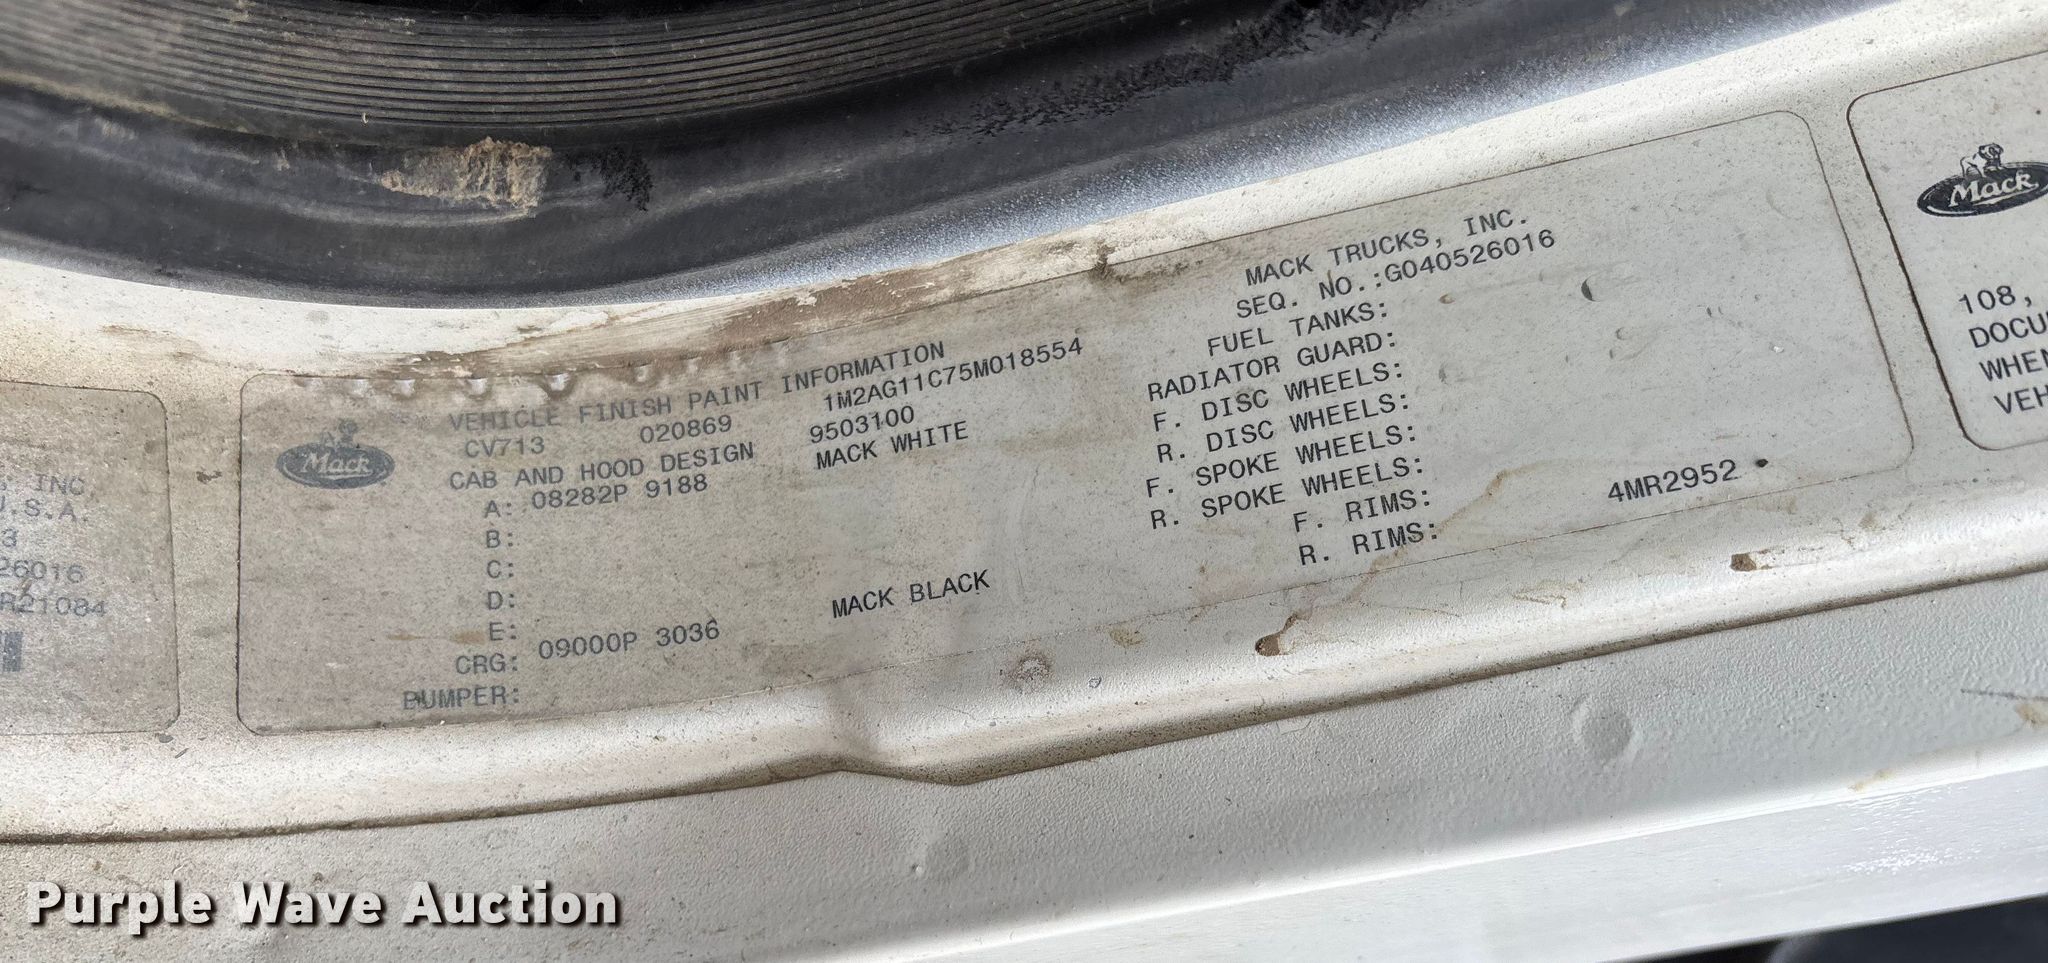 INC
U.S.A.
3
26016
R21084
Mack
VEHICLE FINISH PAINT INFORMATION
CV713 020869 1M2AG11C75M018554
CAB AND HOOD DESIGN 9503100
A: 08282P 9188 MACK WHITE
B:
C:
D:
E:
CRG: 09000P 3036 MACK BLACK
BUMPER:
MACK TRUCKS, INC.
SEQ. NO.:G040526016
FUEL TANKS:
RADIATOR GUARD:
F. DISC WHEELS:
R. DISC WHEELS:
F. SPOKE WHEELS:
R. SPOKE WHEELS:
F. RIMS:
R. RIMS:
4MR2952
Mack
108,
DOCU
WHEN
VEH
Purple Wave Auction